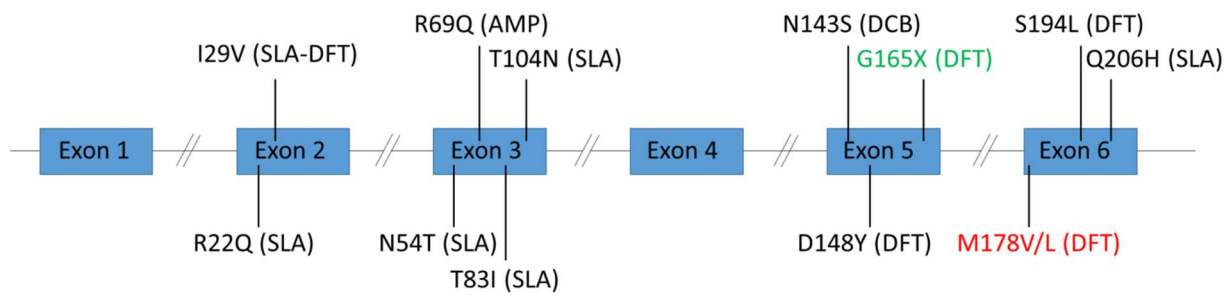 R69Q (AMP)
N143S (DCB)
S194L (DFT)
I29V (SLA-DFT)
T104N (SLA)
G165X (DFT)
Q206H (SLA)
Exon 1
Exon 2
Exon 3
Exon 4
Exon 5
Exon 6
R22Q (SLA)
N54T (SLA)
D148Y (DFT)
M178V/L (DFT)
T83I (SLA)